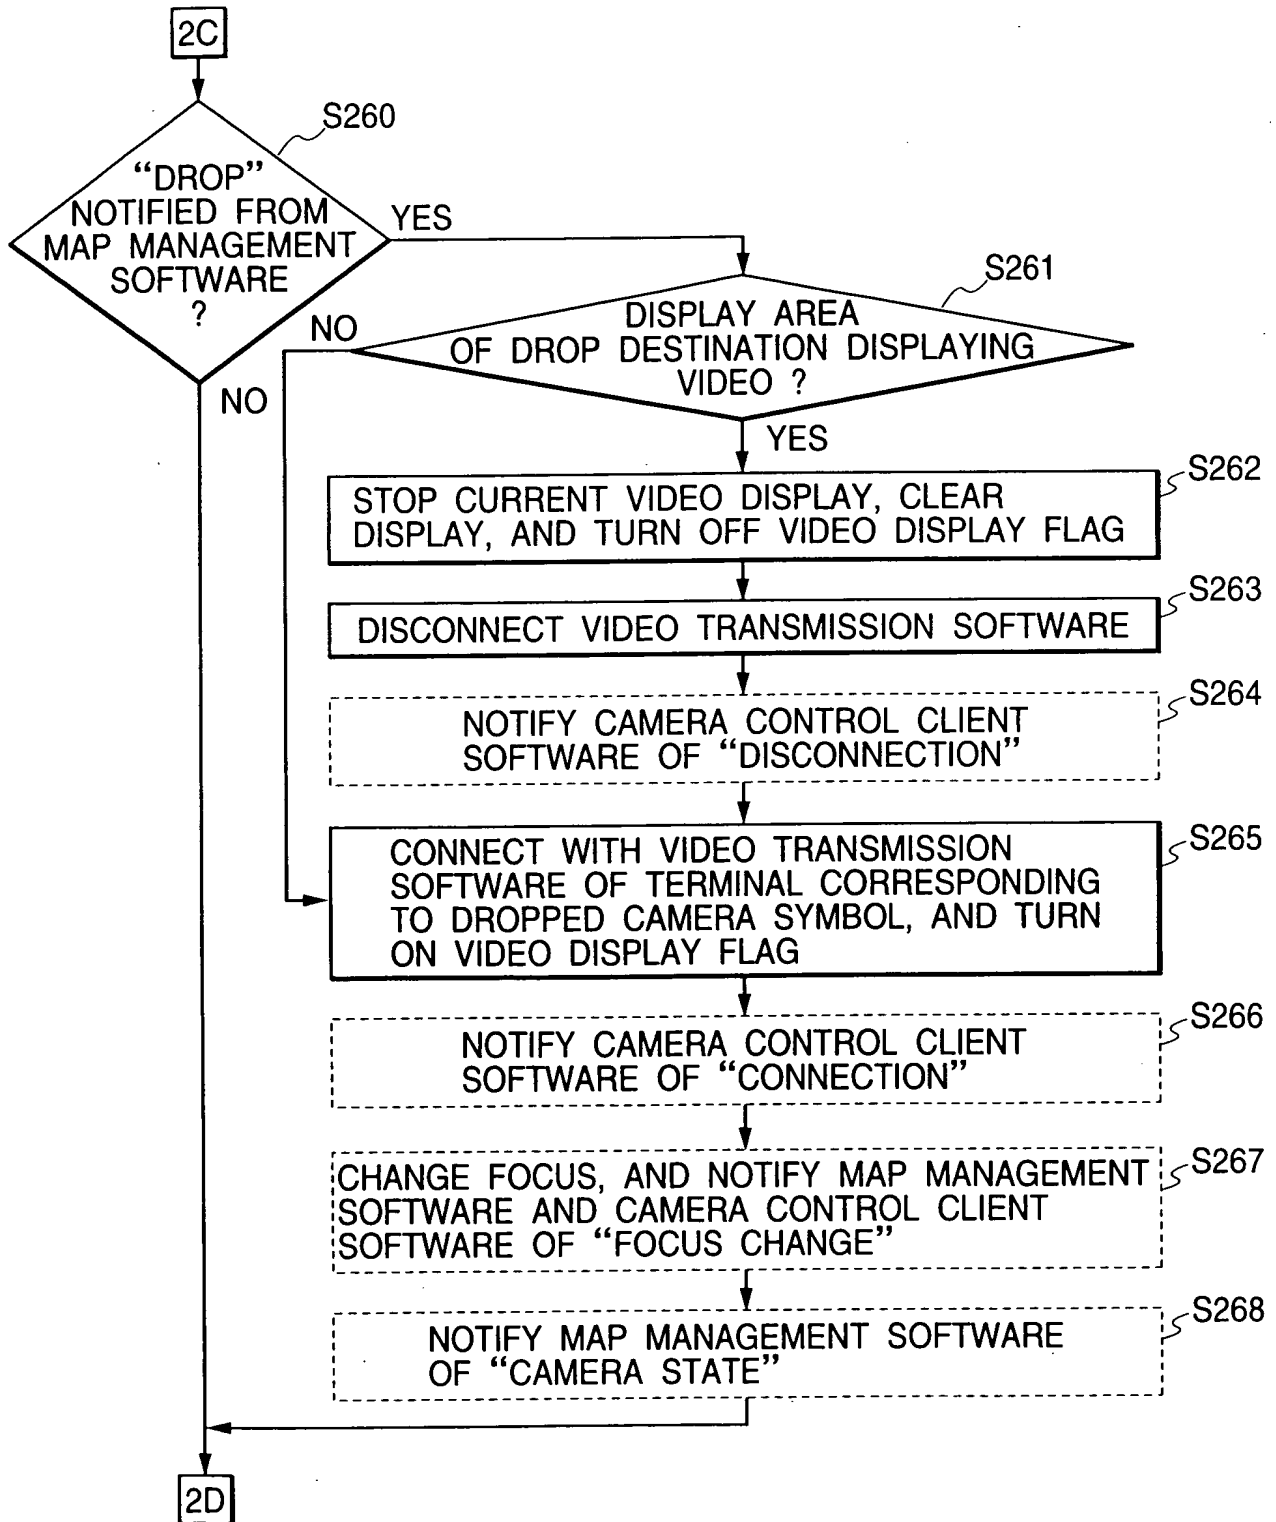 2C
S260
“DROP”
NOTIFIED FROM
MAP MANAGEMENT
SOFTWARE
?
YES
NO
S261
DISPLAY AREA
OF DROP DESTINATION DISPLAYING
VIDEO ?
NO
YES
S262
STOP CURRENT VIDEO DISPLAY, CLEAR
DISPLAY, AND TURN OFF VIDEO DISPLAY FLAG
S263
DISCONNECT VIDEO TRANSMISSION SOFTWARE
S264
NOTIFY CAMERA CONTROL CLIENT
SOFTWARE OF “DISCONNECTION”
S265
CONNECT WITH VIDEO TRANSMISSION
SOFTWARE OF TERMINAL CORRESPONDING
TO DROPPED CAMERA SYMBOL, AND TURN
ON VIDEO DISPLAY FLAG
S266
NOTIFY CAMERA CONTROL CLIENT
SOFTWARE OF “CONNECTION”
S267
CHANGE FOCUS, AND NOTIFY MAP MANAGEMENT
SOFTWARE AND CAMERA CONTROL CLIENT
SOFTWARE OF “FOCUS CHANGE”
S268
NOTIFY MAP MANAGEMENT SOFTWARE
OF “CAMERA STATE”
2D